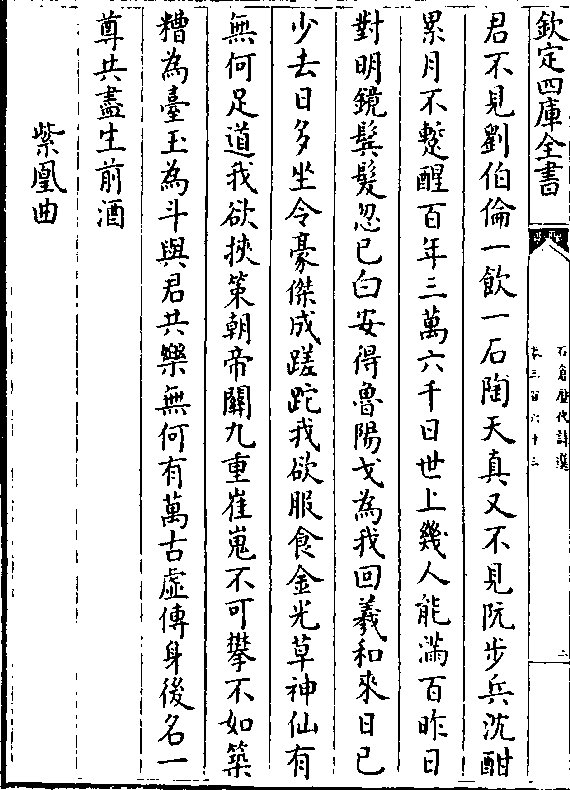 欽定四庫全書
石倉歷代詩選
卷三百六十三
二
君不見劉伯倫一飲一石陶天真又不見阮步兵沈酣
累月不蹔醒百年三萬六千日世上幾人能滿百昨日
對明鏡鬂髮忽已白安得魯陽戈為我回羲和來日已
少去日多坐令豪傑成蹉跎我欲服食金光草神仙有
無何足道我欲挾策朝帝闗九重崔嵬不可攀不如築
糟為臺玉為斗與君共樂無何有萬古虛傳身後名一
尊共盡生前酒
紫凰曲